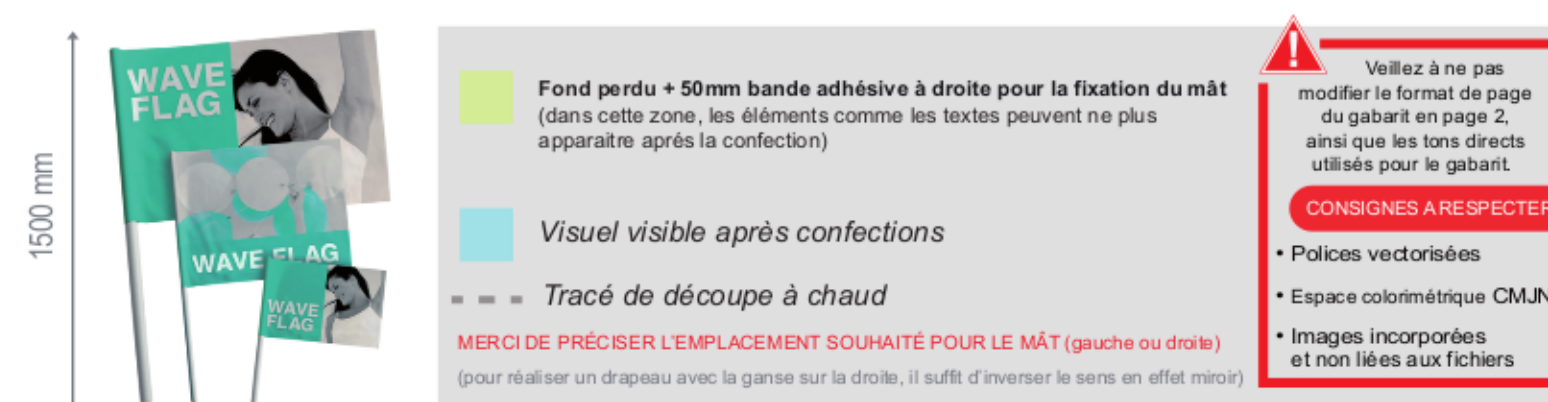 1500 mm
WAVE
FLAG
WAVE FLAG
WAVE
FLAG
Fond perdu + 50mm bande adhésive à droite pour la fixation du mât
(dans cette zone, les éléments comme les textes peuvent ne plus
apparaitre aprés la confection)
Visuel visible après confections
Tracé de découpe à chaud
MERCI DE PRÉCISER L'EMPLACEMENT SOUHAITÉ POUR LE MÂT (gauche ou droite)
(pour réaliser un drapeau avec la ganse sur la droite, il suffit d'inverser le sens en effet miroir)
!
Veillez à ne pas
modifier le format de page
du gabarit en page 2,
ainsi que les tons directs
utilisés pour le gabarit.
CONSIGNES A RESPECTER
• Polices vectorisées
• Espace colorimétrique CMJN
• Images incorporées
et non liées aux fichiers